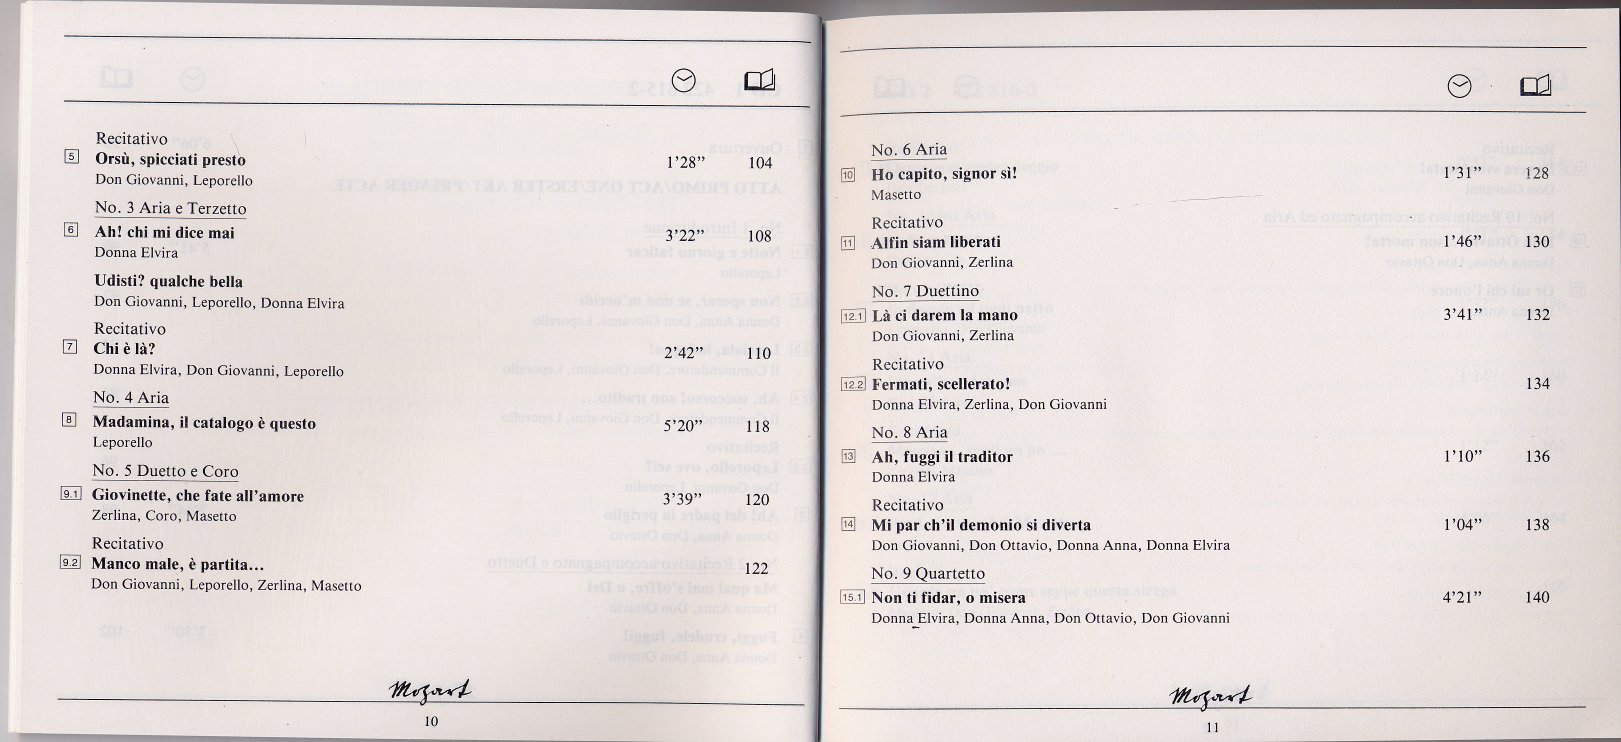 Recitativo
5 Orsù, spicciati presto 1’28” 104
Don Giovanni, Leporello
No. 3 Aria e Terzetto
6 Ah! chi mi dice mai 3’22” 108
Donna Elvira
Udisti? qualche bella
Don Giovanni, Leporello, Donna Elvira
Recitativo
7 Chi è là? 2’42” 110
Donna Elvira, Don Giovanni, Leporello
No. 4 Aria
8 Madamina, il catalogo è questo 5’20” 118
Leporello
No. 5 Duetto e Coro
9.1 Giovinette, che fate all’amore 3’39” 120
Zerlina, Coro, Masetto
Recitativo
9.2 Manco male, è partita... 122
Don Giovanni, Leporello, Zerlina, Masetto
Mozart
10
No. 6 Aria
10 Ho capito, signor sì! 1’31” 128
Masetto
Recitativo
11 Alfin siam liberati 1’46” 130
Don Giovanni, Zerlina
No. 7 Duettino
12.1 Là ci darem la mano 3’41” 132
Don Giovanni, Zerlina
Recitativo
12.2 Fermati, scellerato! 134
Donna Elvira, Zerlina, Don Giovanni
No. 8 Aria
13 Ah, fuggi il traditor 1’10” 136
Donna Elvira
Recitativo
14 Mi par ch’il demonio si diverta 1’04” 138
Don Giovanni, Don Ottavio, Donna Anna, Donna Elvira
No. 9 Quartetto
15.1 Non ti fidar, o misera 4’21” 140
Donna Elvira, Donna Anna, Don Ottavio, Don Giovanni
Mozart
11